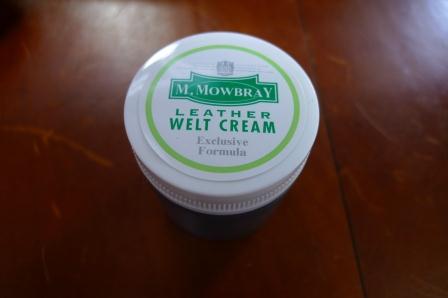 M. MOWBRAY
LEATHER
WELT CREAM
Exclusive
Formula